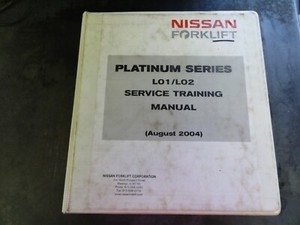 NISSAN
FORKLIFT
PLATINUM SERIES
L01/L02
SERVICE TRAINING
MANUAL
(August 2004)
NISSAN FORKLIFT CORPORATION